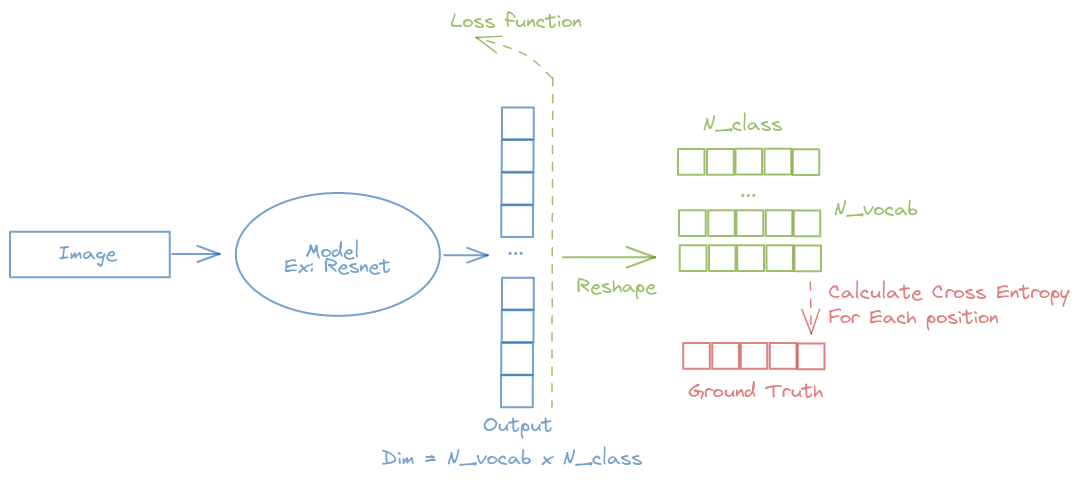 Loss function
N_class
...
N_vocab
Image
Model
Ex: Resnet
...
Reshape
Calculate Cross Entropy
For Each position
Ground Truth
Output
Dim = N_vocab x N_class